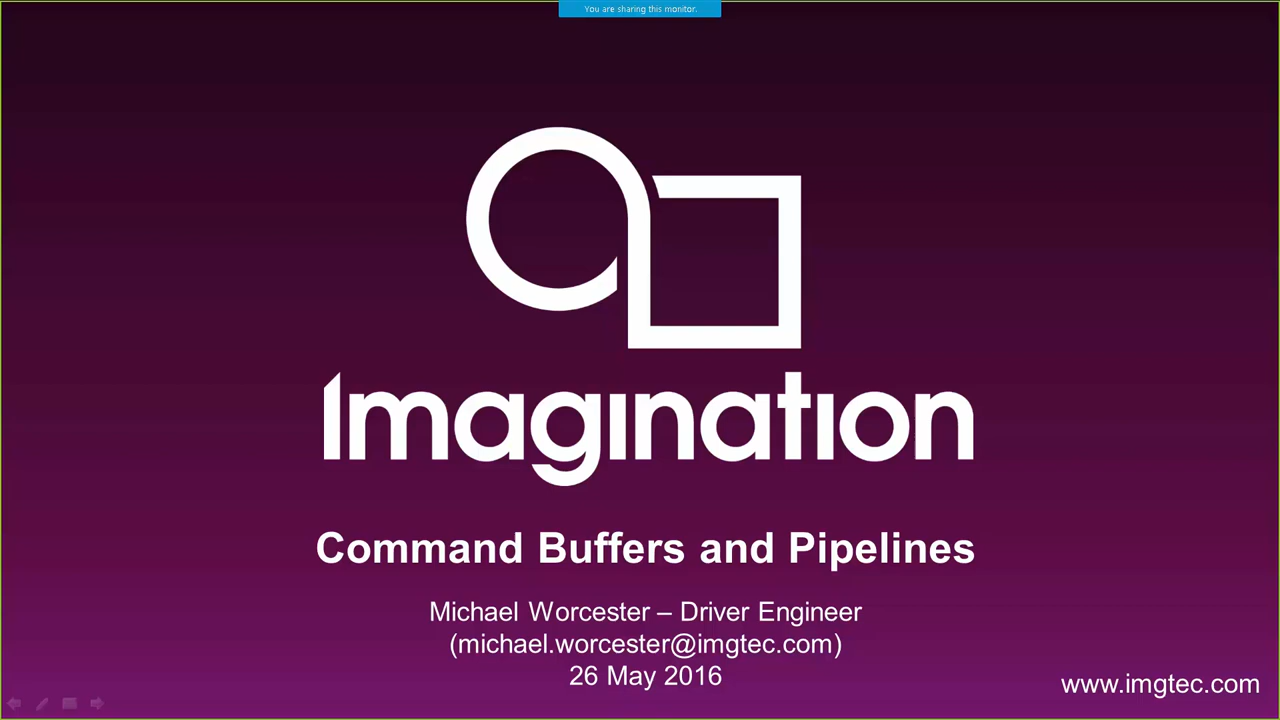 You are sharing this monitor.
Imagination
Command Buffers and Pipelines
Michael Worcester – Driver Engineer
(michael.worcester@imgtec.com)
26 May 2016
www.imgtec.com